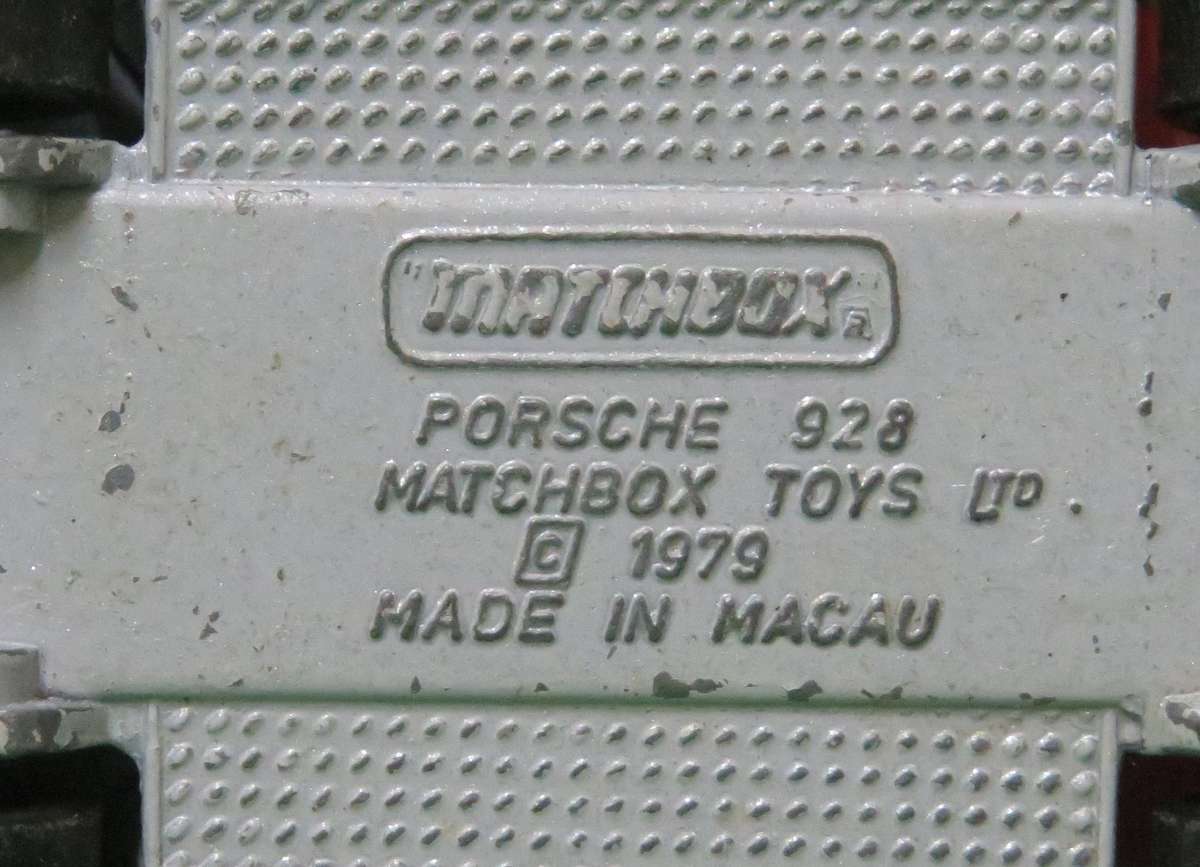 "MATCHBOX"®
PORSCHE 928
MATCHBOX TOYS LTD.
© 1979
MADE IN MACAU